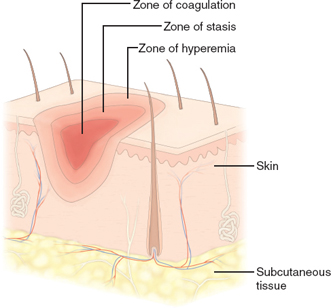 Zone of coagulation
Zone of stasis
Zone of hyperemia
Skin
Subcutaneous
tissue